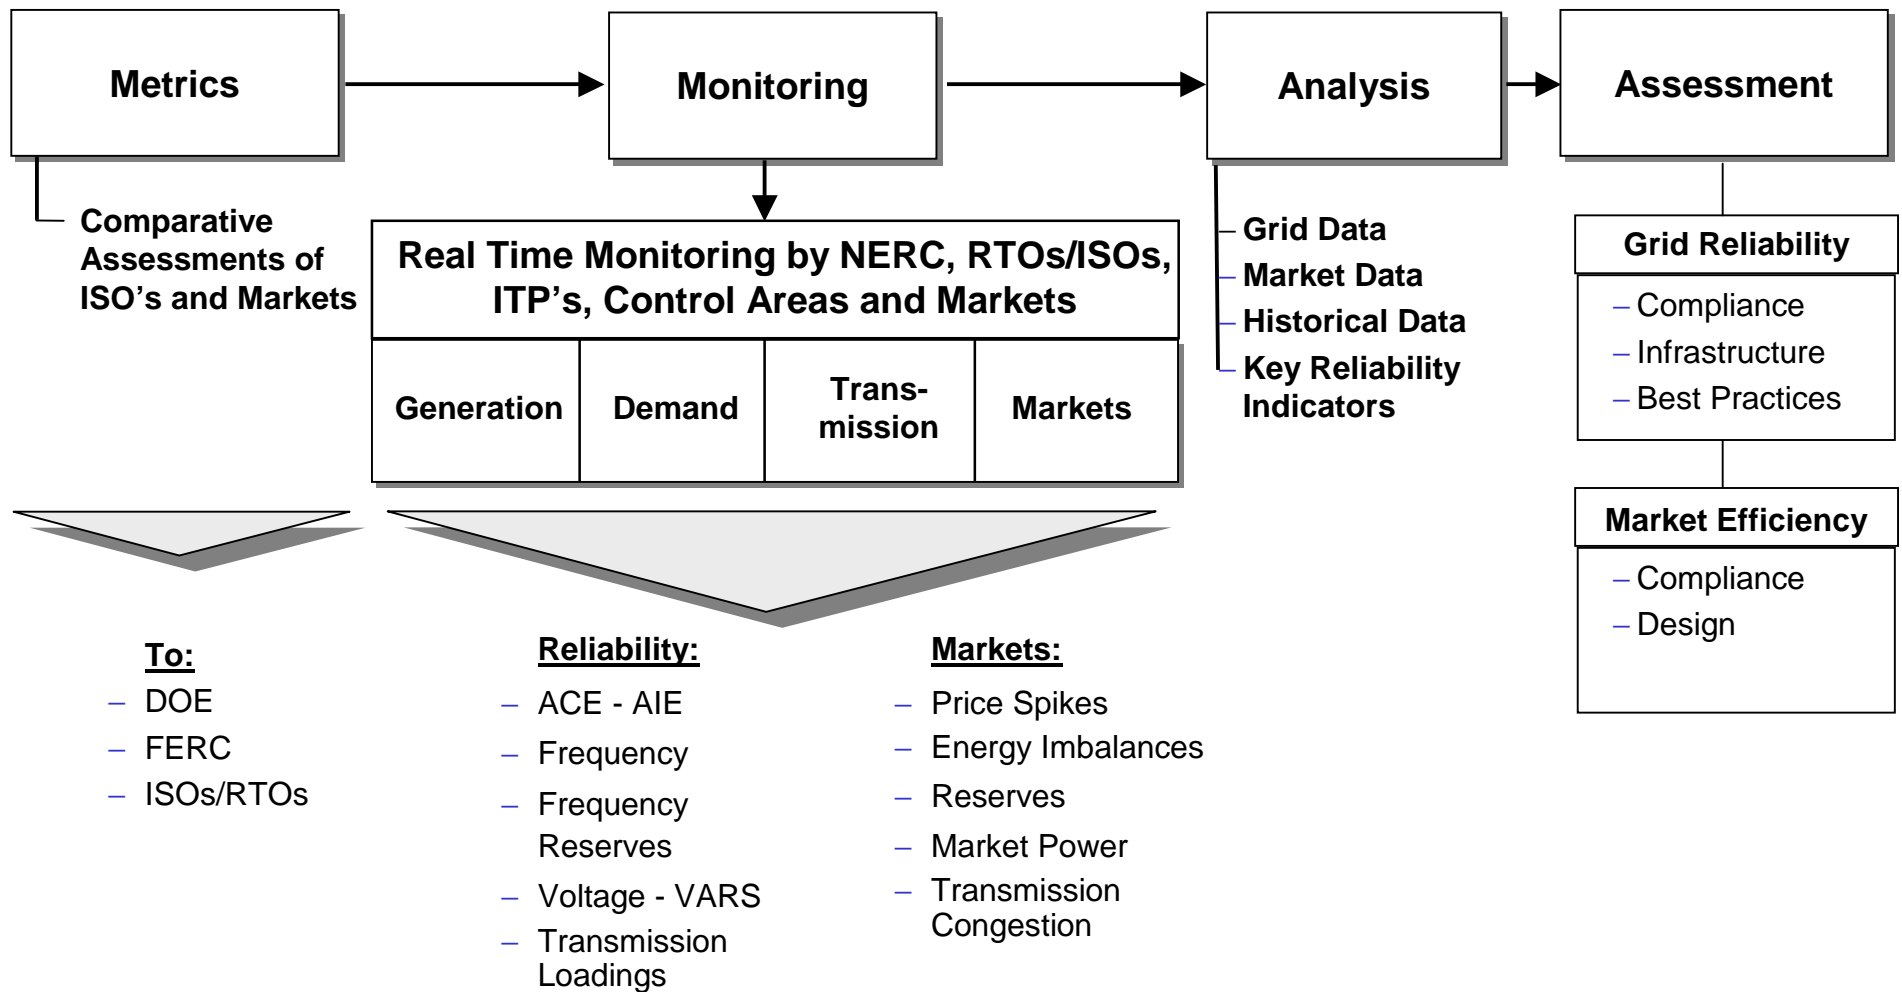 Metrics
Monitoring
Analysis
Assessment
Comparative
Assessments of
ISO's and Markets
Real Time Monitoring by NERC, RTOs/ISOs,
ITP's, Control Areas and Markets
Generation
Demand
Trans-
mission
Markets
– Grid Data
– Market Data
– Historical Data
– Key Reliability
Indicators
Grid Reliability
– Compliance
– Infrastructure
– Best Practices
Market Efficiency
– Compliance
– Design
To:
– DOE
– FERC
– ISOs/RTOs
Reliability:
– ACE - AIE
– Frequency
– Frequency
Reserves
– Voltage - VARS
– Transmission
Loadings
Markets:
– Price Spikes
– Energy Imbalances
– Reserves
– Market Power
– Transmission
Congestion